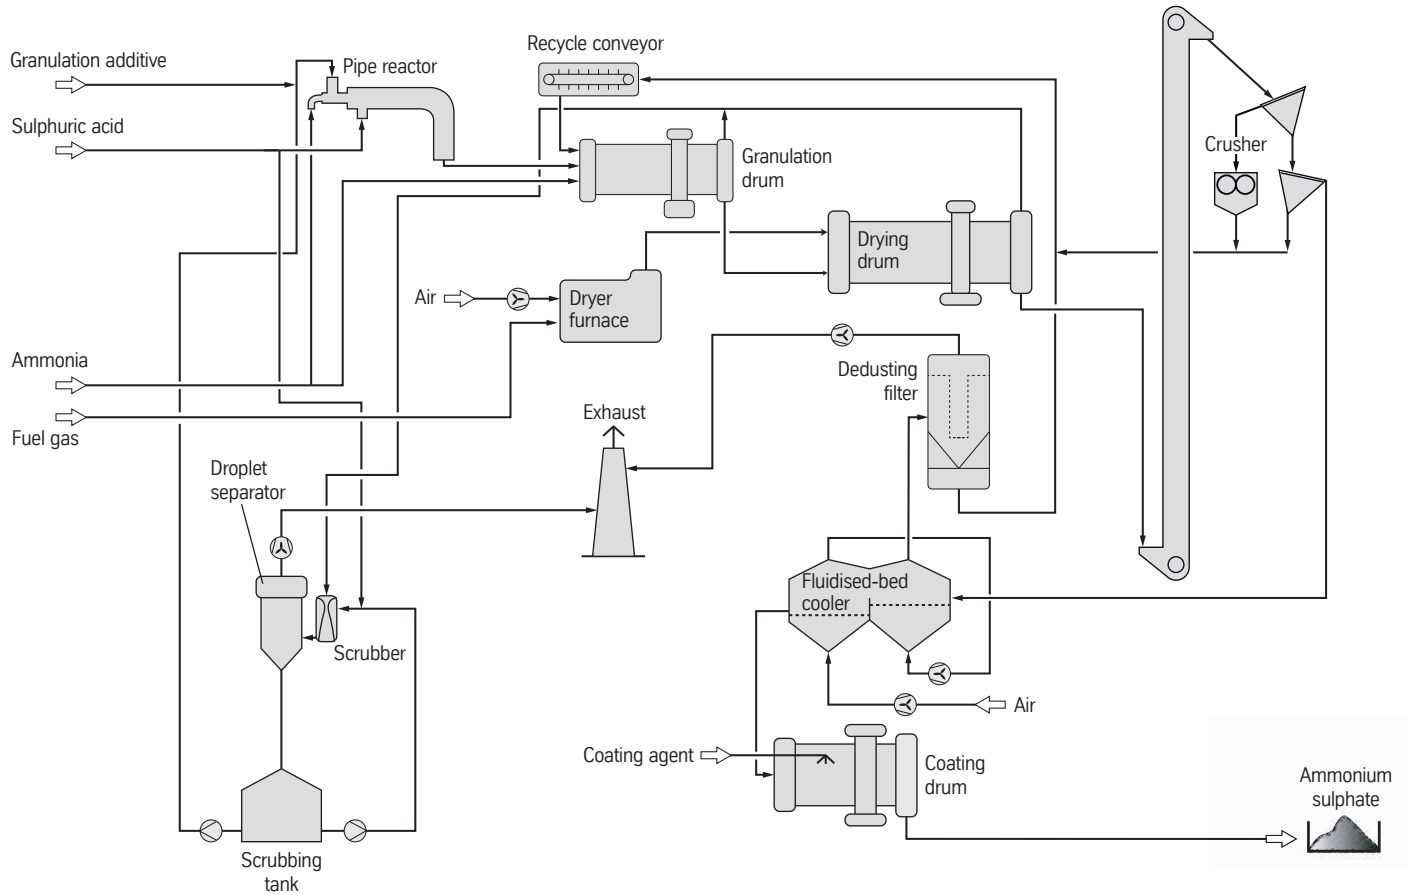 Recycle conveyor
Granulation additive
Pipe reactor
Sulphuric acid
Crusher
Granulation
drum
Drying
drum
Air
Dryer
furnace
Ammonia
Dedusting
filter
Exhaust
Fuel gas
Droplet
separator
Fluidised-bed
cooler
Scrubber
Air
Coating agent
Coating
drum
Ammonium
sulphate
Scrubbing
tank